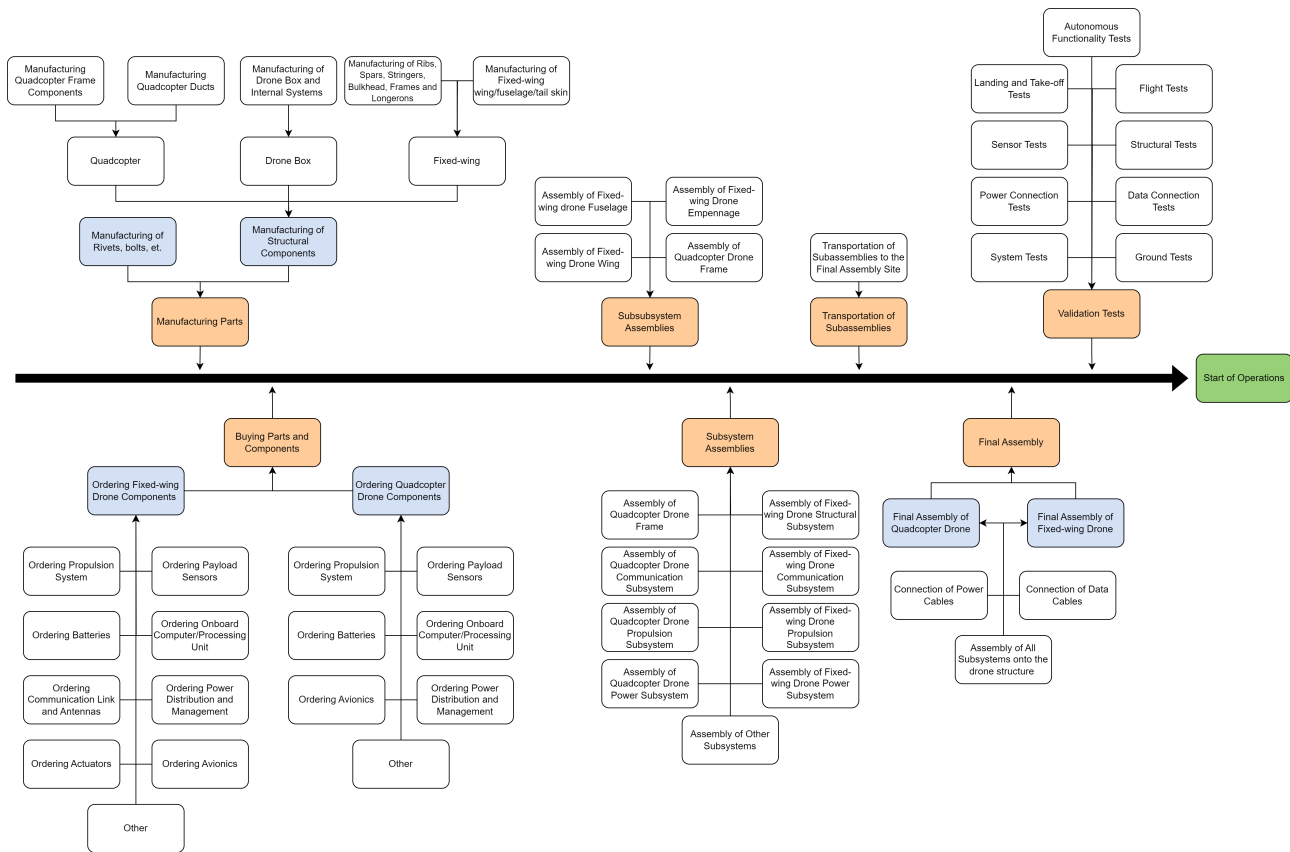 Autonomous
Functionality Tests
Manufacturing
Quadcopter Frame
Components
Manufacturing
Quadcopter Ducts
Manufacturing of
Drone Box and
Internal Systems
Manufacturing of Ribs,
Spars, Stringers,
Bulkhead, Frames and
Longerons
Manufacturing of
Fixed-wing
wing/fuselage/tail skin
Landing and Take-off
Tests
Flight Tests
Quadcopter
Drone Box
Fixed-wing
Sensor Tests
Structural Tests
Assembly of Fixed-
wing drone Fuselage
Assembly of Fixed-
wing Drone
Empennage
Power Connection
Tests
Data Connection
Tests
Manufacturing of
Rivets, bolts, et.
Manufacturing of
Structural
Components
Assembly of Fixed-
wing Drone Wing
Assembly of
Quadcopter Drone
Frame
Transportation of
Subassemblies to the
Final Assembly Site
System Tests
Ground Tests
Manufacturing Parts
Subsubsystem
Assemblies
Transportation of
Subassemblies
Validation Tests
Start of Operations
Buying Parts and
Components
Subsystem
Assemblies
Final Assembly
Ordering Fixed-wing
Drone Components
Ordering Quadcopter
Drone Components
Assembly of
Quadcopter Drone
Frame
Assembly of Fixed-
wing Drone Structural
Subsystem
Final Assembly of
Quadcopter Drone
Final Assembly of
Fixed-wing Drone
Ordering Propulsion
System
Ordering Payload
Sensors
Ordering Propulsion
System
Ordering Payload
Sensors
Assembly of
Quadcopter Drone
Communication
Subsystem
Assembly of Fixed-
wing Drone
Communication
Subsystem
Connection of Power
Cables
Connection of Data
Cables
Ordering Batteries
Ordering Onboard
Computer/Processing
Unit
Ordering Batteries
Ordering Onboard
Computer/Processing
Unit
Assembly of
Quadcopter Drone
Propulsion
Subsystem
Assembly of Fixed-
wing Drone
Propulsion
Subsystem
Assembly of All
Subsystems onto the
drone structure
Ordering
Communication Link
and Antennas
Ordering Power
Distribution and
Management
Ordering Avionics
Ordering Power
Distribution and
Management
Assembly of
Quadcopter Drone
Power Subsystem
Assembly of Fixed-
wing Drone Power
Subsystem
Assembly of Other
Subsystems
Ordering Actuators
Ordering Avionics
Other
Other